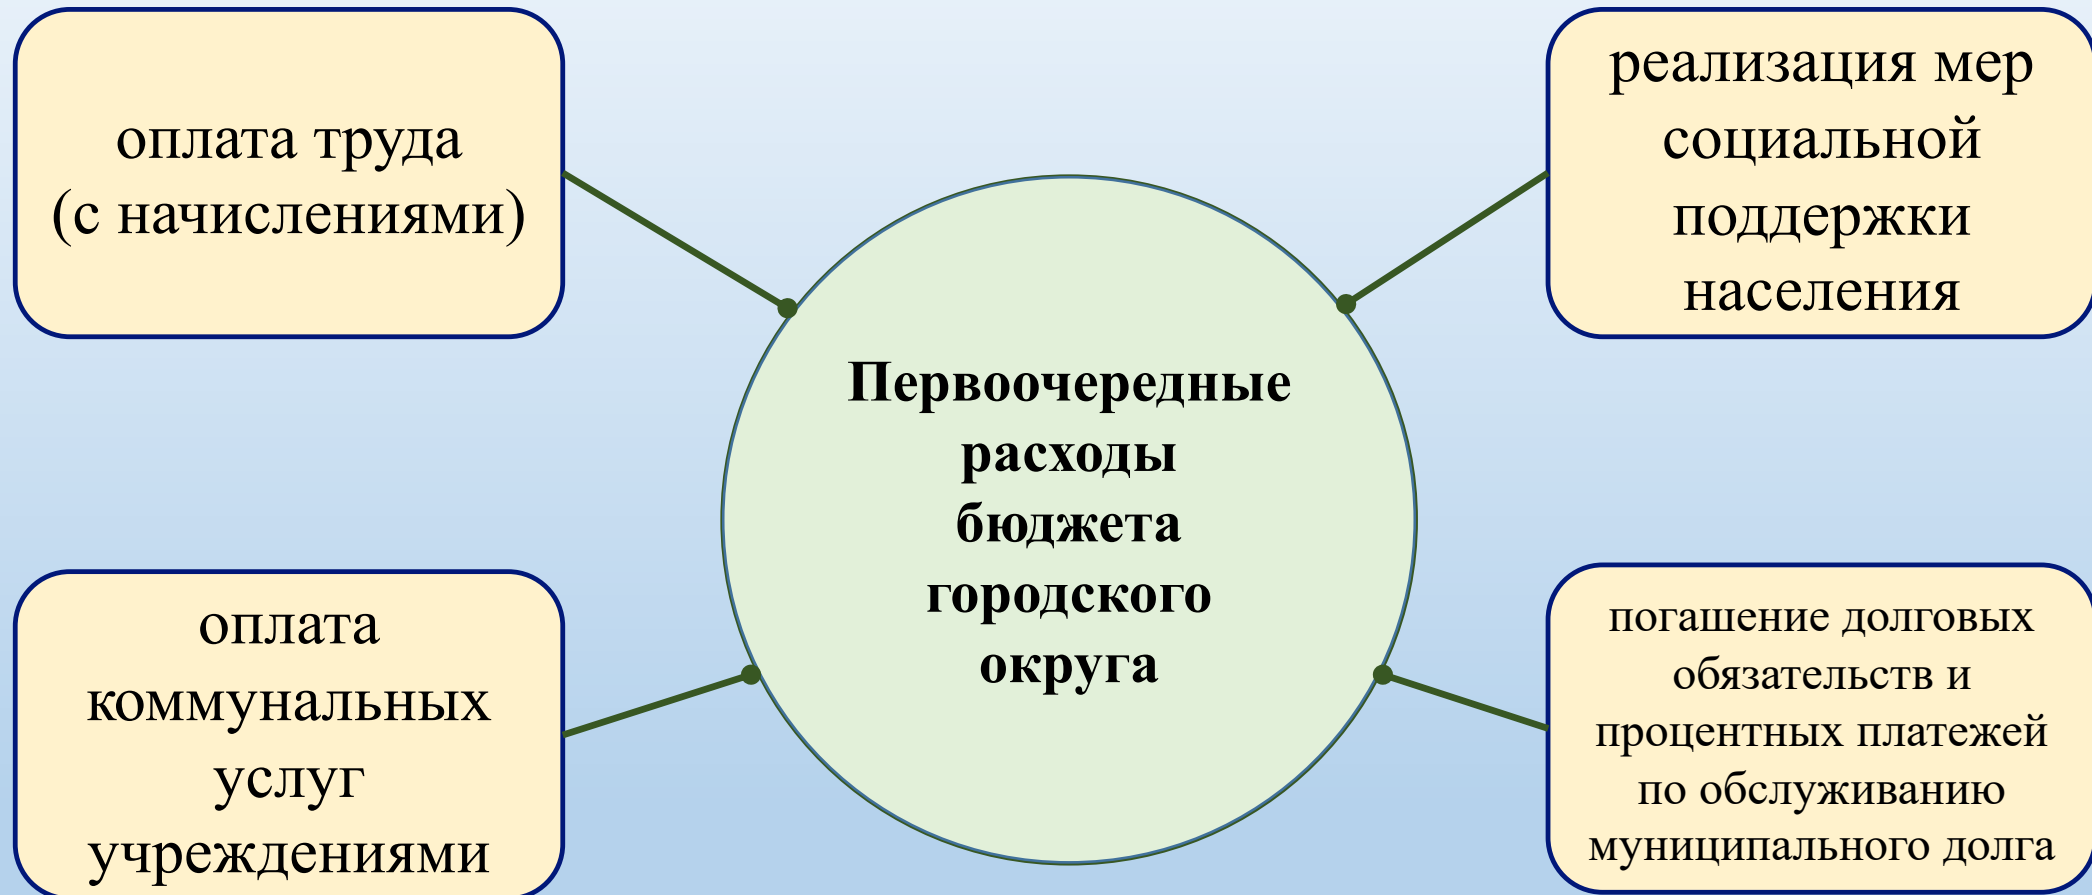 оплата труда
(с начислениями)
реализация мер
социальной
поддержки
населения
Первоочередные
расходы
бюджета
городского
округа
оплата
коммунальных
услуг
учреждениями
погашение долговых
обязательств и
процентных платежей
по обслуживанию
муниципального долга